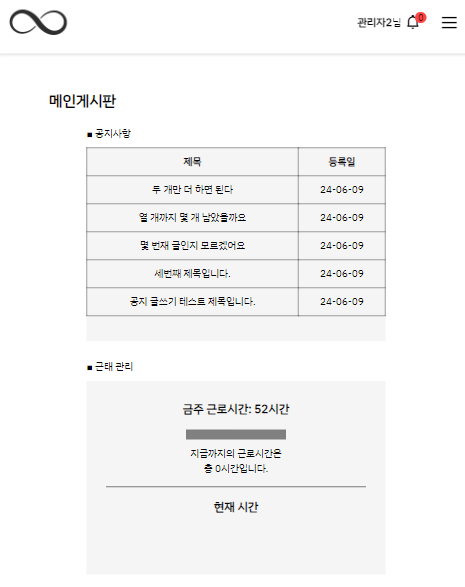 관리자2님
0
메인게시판
■ 공지사항
제목 등록일
두 개만 더 하면 된다 24-06-09
열 개까지 몇 개 남았을까요 24-06-09
몇 번째 글인지 모르겠어요 24-06-09
세번째 제목입니다. 24-06-09
공지 글쓰기 테스트 제목입니다. 24-06-09
■ 근태 관리
금주 근로시간: 52시간
지금까지의 근로시간은
총 0시간입니다.
현재 시간